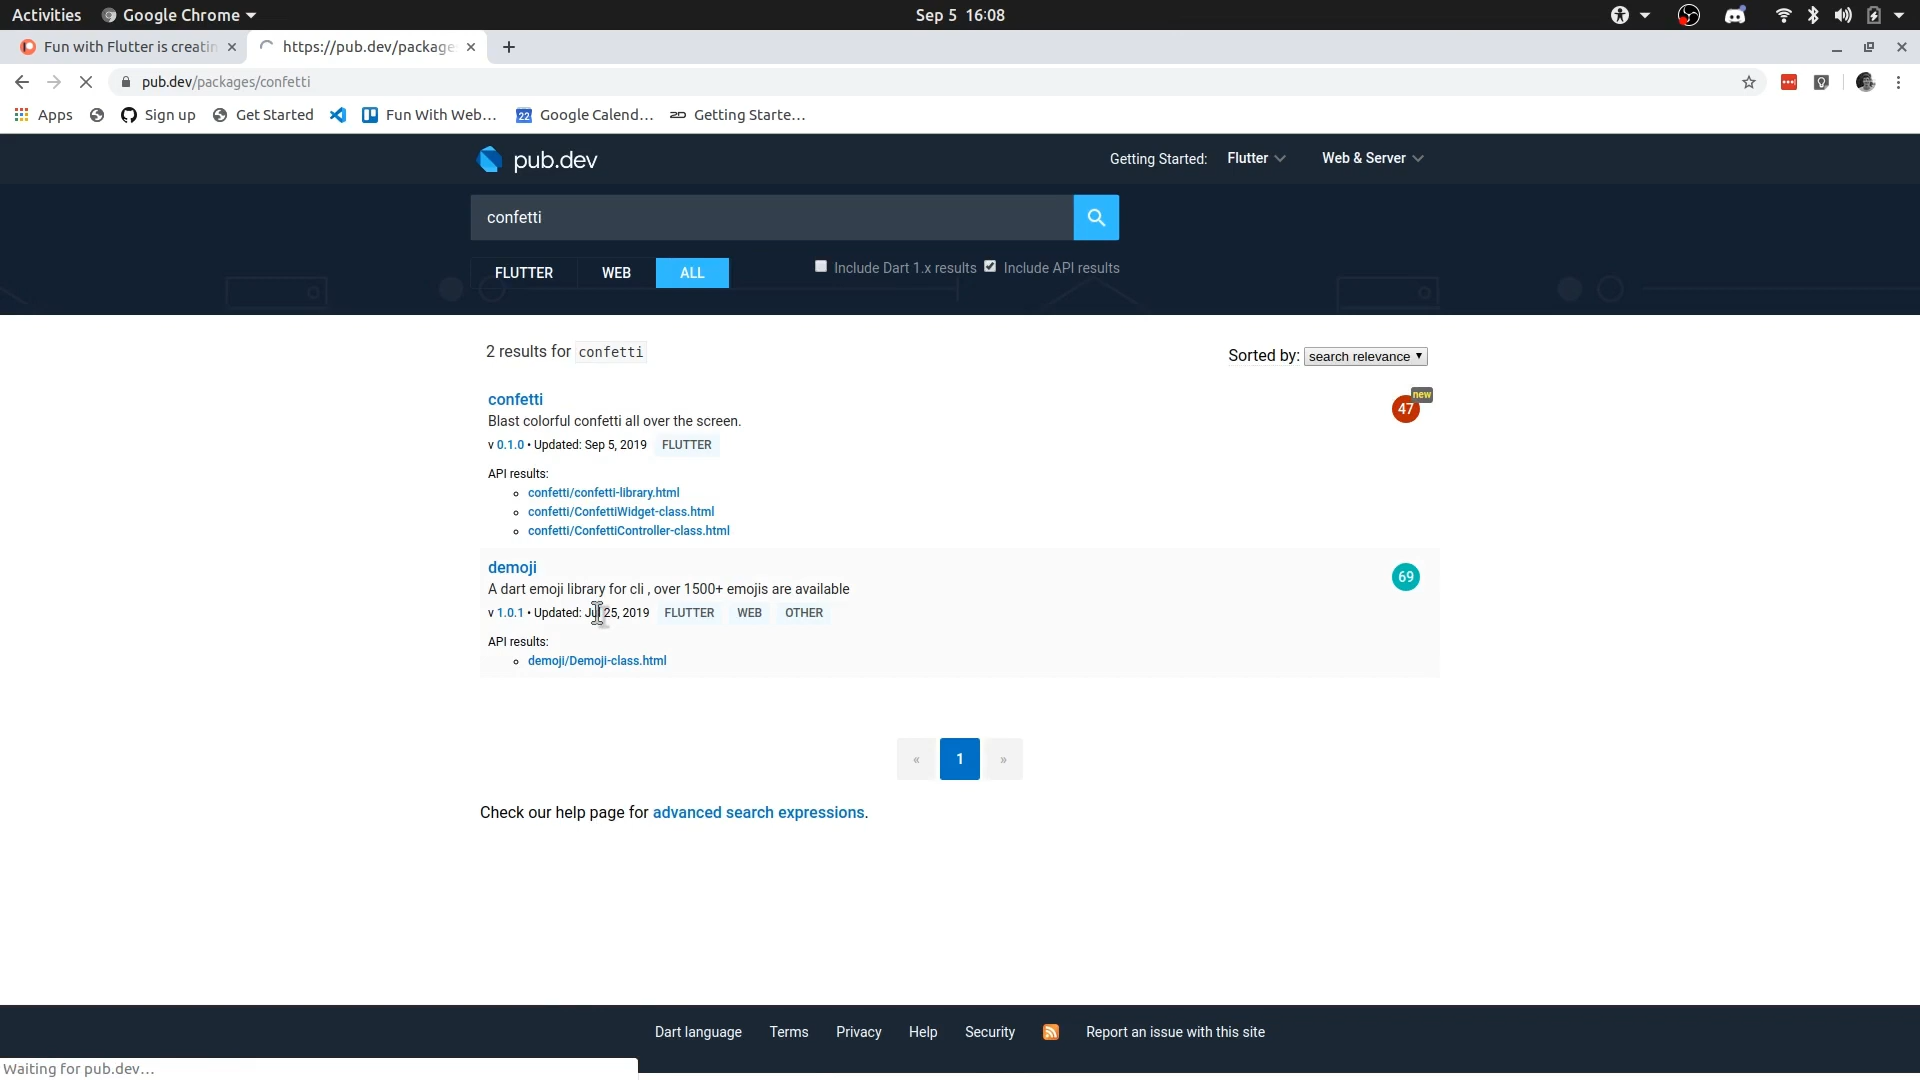 Activities Google Chrome Sep 5 16:08
Fun with Flutter is creatin https://pub.dev/package
pub.dev/packages/confetti
Apps Sign up Get Started Fun With Web... 22 Google Calend... Getting Starte...
pub.dev Getting Started: Flutter Web & Server
confetti
FLUTTER WEB ALL Include Dart 1.x results Include API results
2 results for confetti Sorted by: search relevance
confetti new
47
Blast colorful confetti all over the screen.
v 0.1.0 • Updated: Sep 5, 2019 FLUTTER
API results:
confetti/confetti-library.html
confetti/ConfettiWidget-class.html
confetti/ConfettiController-class.html
demoji 69
A dart emoji library for cli , over 1500+ emojis are available
v 1.0.1 • Updated: Jul 25, 2019 FLUTTER WEB OTHER
API results:
demoji/Demoji-class.html
« 1 »
Check our help page for advanced search expressions.
Dart language Terms Privacy Help Security Report an issue with this site
Waiting for pub.dev...